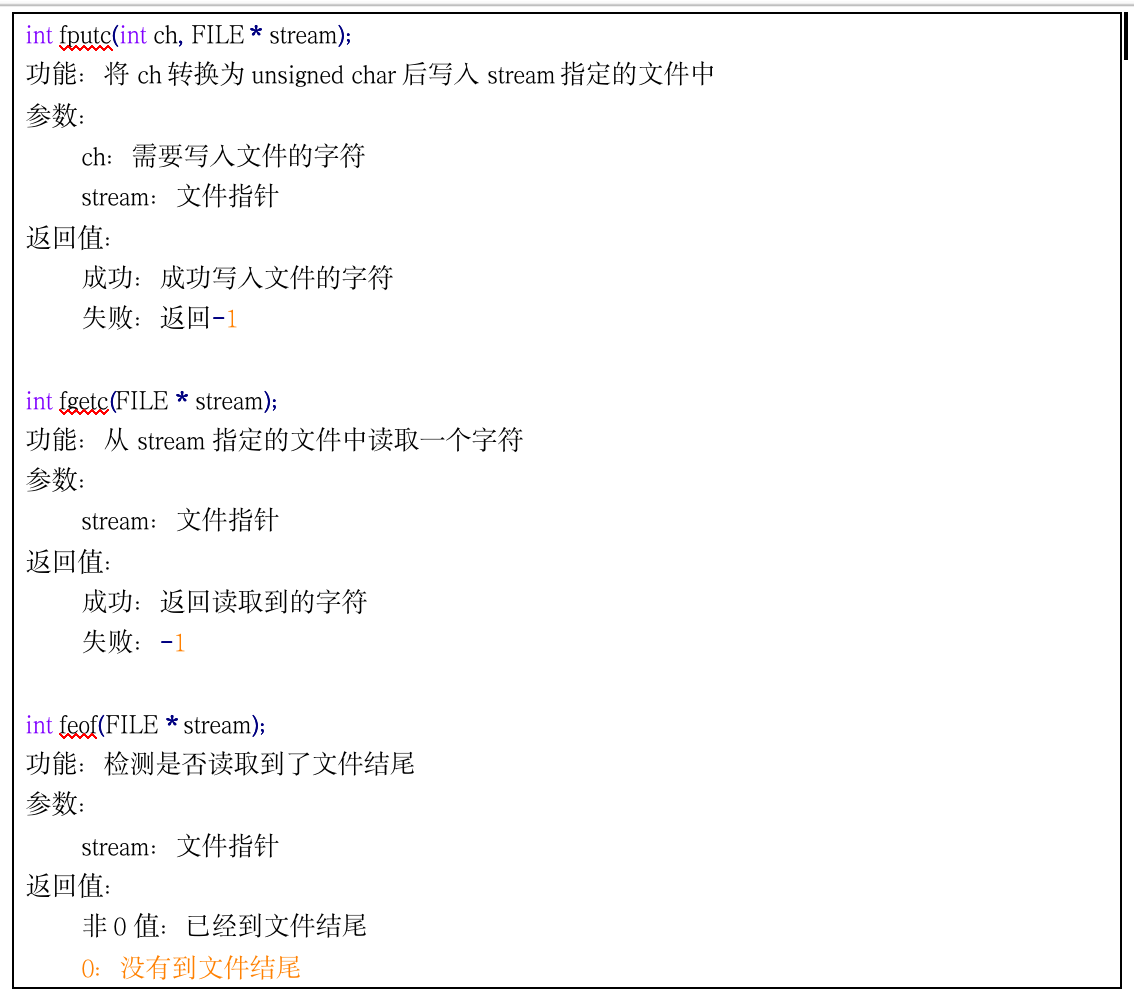 int fputc(int ch, FILE * stream);
功能：将 ch 转换为 unsigned char 后写入 stream 指定的文件中
参数：
ch：需要写入文件的字符
stream：文件指针
返回值：
成功：成功写入文件的字符
失败：返回-1
int fgetc(FILE * stream);
功能：从 stream 指定的文件中读取一个字符
参数：
stream：文件指针
返回值：
成功：返回读取到的字符
失败：-1
int feof(FILE * stream);
功能：检测是否读取到了文件结尾
参数：
stream：文件指针
返回值：
非 0 值：已经到文件结尾
0：没有到文件结尾